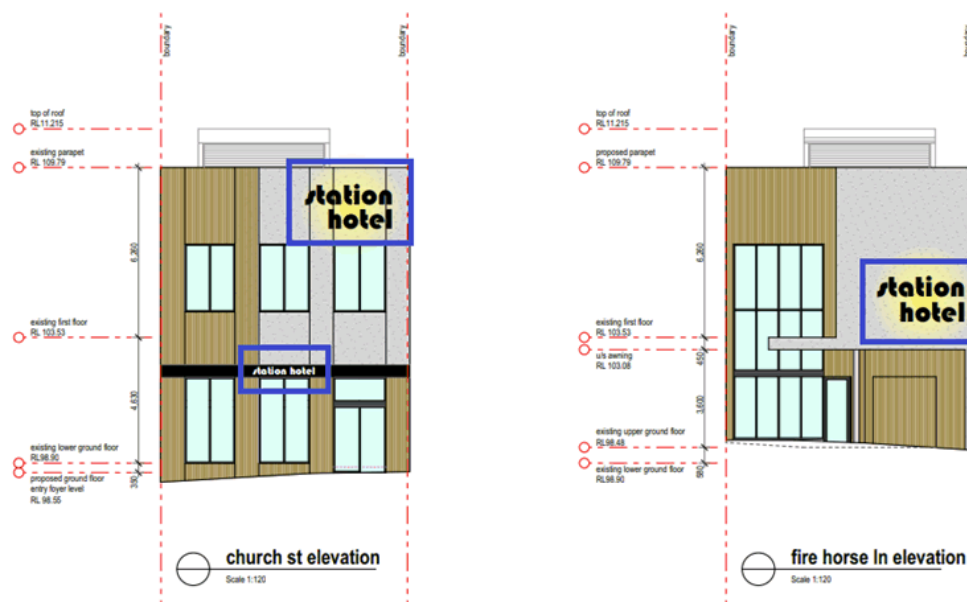 boundary
boundary
top of roof
RL11.215
existing parapet
RL 109.79
station
hotel
6,260
existing first floor
RL 103.53
station hotel
4,630
existing lower ground floor
RL98.90
proposed ground floor
entry foyer level
RL 98.55
350
church st elevation
Scale 1:120
boundary
boundary
top of roof
RL11.215
proposed parapet
RL 109.79
6,260
station
hotel
existing first floor
RL 103.53
u/s awning
RL 103.08
450
3,600
existing upper ground floor
RL98.48
existing lower ground floor
RL98.90
580
fire horse ln elevation
Scale 1:120